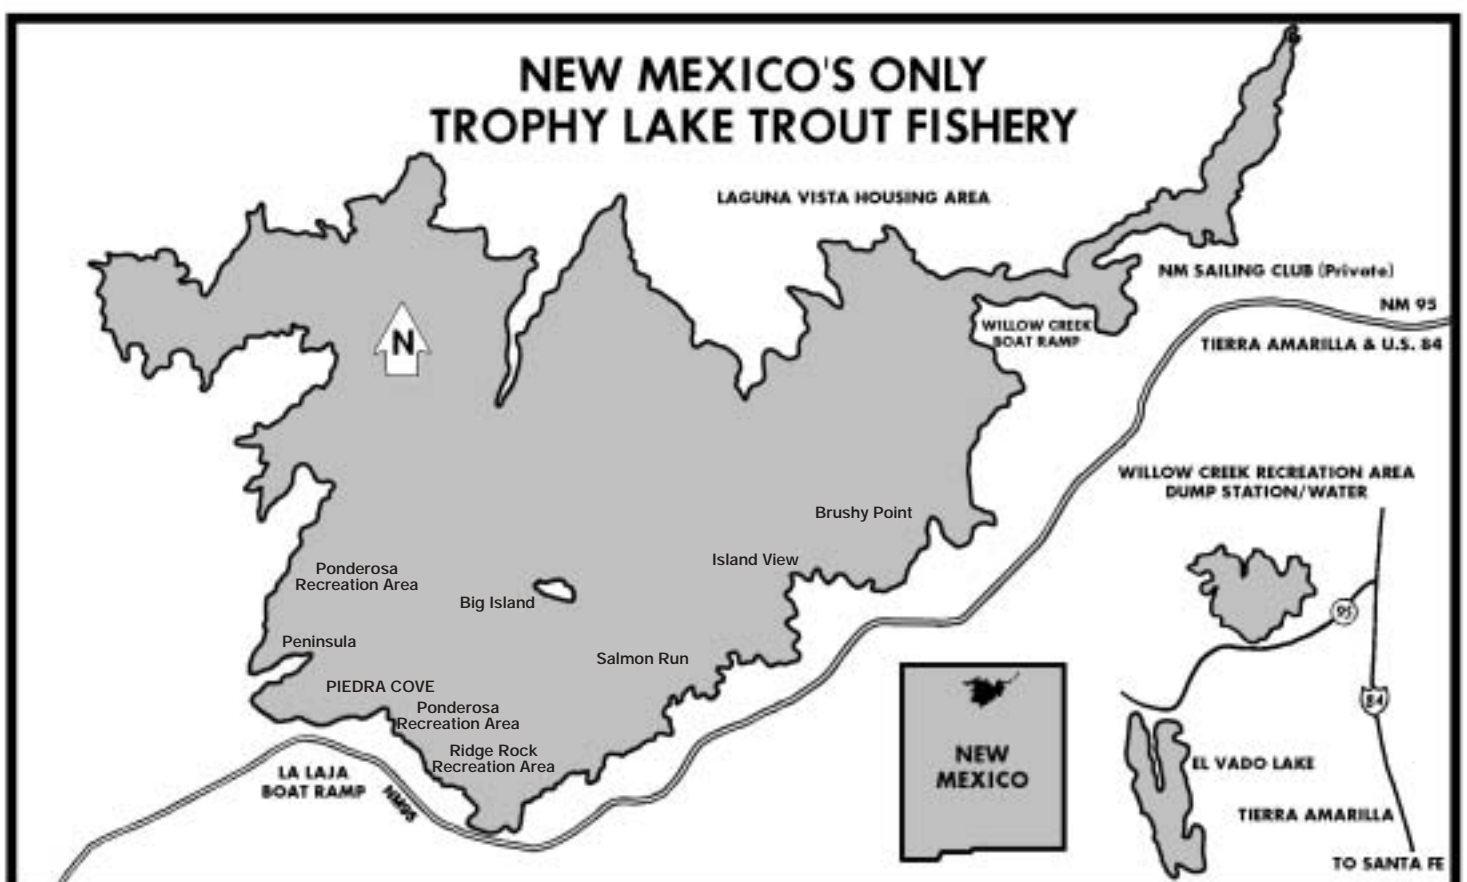 NEW MEXICO'S ONLY
TROPHY LAKE TROUT FISHERY
LAGUNA VISTA HOUSING AREA
NM SAILING CLUB (Private)
NM 95
WILLOW CREEK
BOAT RAMP
TIERRA AMARILLA & U.S. 84
N
WILLOW CREEK RECREATION AREA
DUMP STATION/WATER
Brushy Point
Island View
Ponderosa
Recreation Area
Big Island
95
Peninsula
Salmon Run
PIEDRA COVE
Ponderosa
Recreation Area
84
Ridge Rock
Recreation Area
NEW
MEXICO
EL VADO LAKE
LA LAJA
BOAT RAMP
NM95
TIERRA AMARILLA
TO SANTA FE